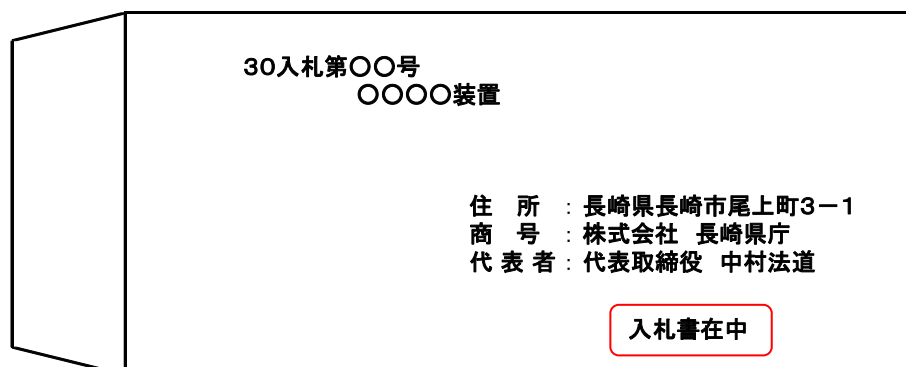 30入札第〇〇号
〇〇〇〇装置
住　所　：長崎県長崎市尾上町3－1
商　号　：株式会社　長崎県庁
代 表 者：代表取締役　中村法道
入札書在中